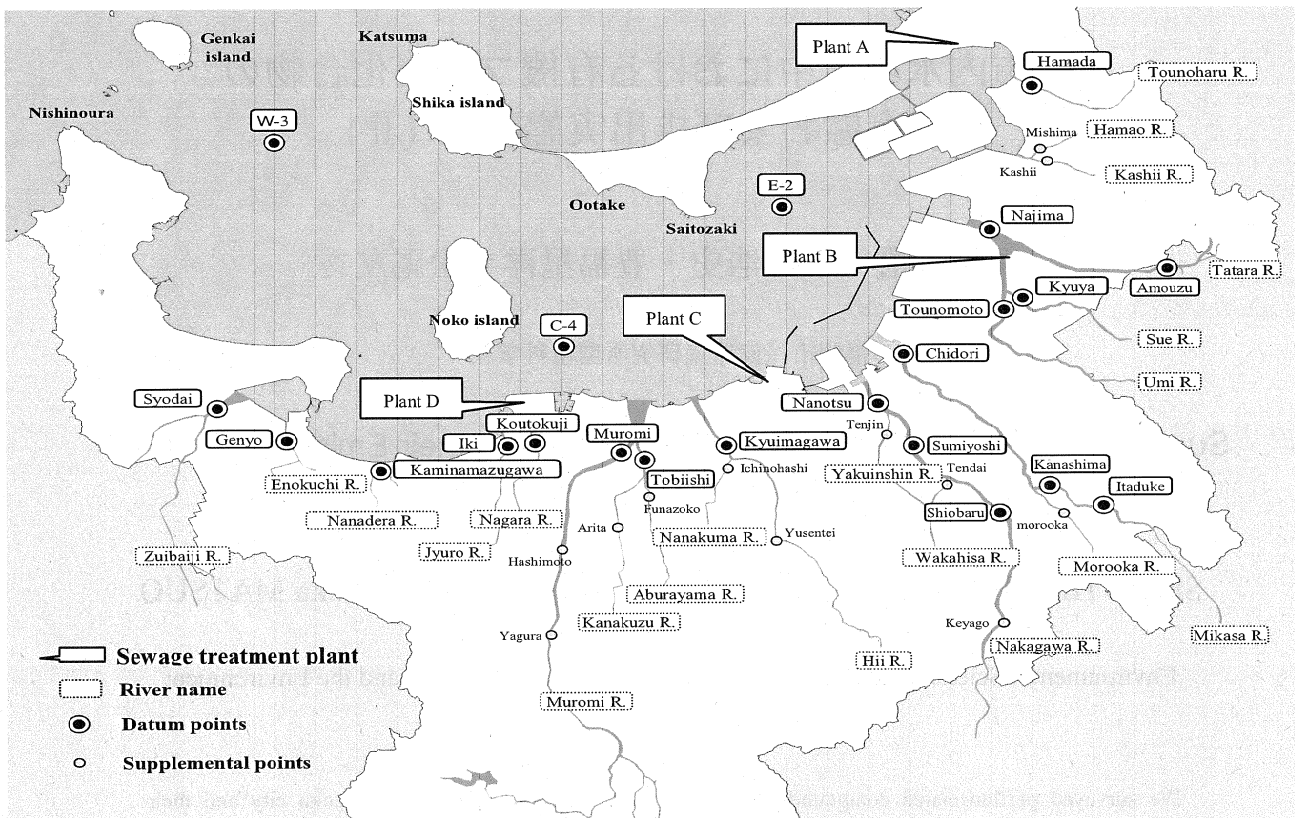 Genkai
island
Katsuma
Plant A
Hamada
Tounoharu R.
Shika island
Nishinoura
W-3
Mishima
Hamao R.
Kashii
Kashii R.
E-2
Ootake
Saitozaki
Najima
Plant B
Tatara R.
Amouzu
Kyuya
Tounomoto
Noko island
C-4
Plant C
Sue R.
Chidori
Umi R.
Syodai
Plant D
Koutokuji
Nanotsu
Genyo
Iki
Muromi
Tenjin
Kyuimagawa
Sumiyoshi
Kaminamazugawa
Ichinohashi
Tendai
Kanashima
Enokuchi R.
Tobiishi
Yakuinshin R.
Itaduke
Funazoko
Shiobaru
morocka
Nanadera R.
Nagara R.
Arita
Nanakuma R.
Yusentei
Jyuro R.
Zuibaiji R.
Hashimoto
Wakahisa R.
Morooka R.
Aburayama R.
Kanakuzu R.
Yagura
Keyago
Mikasa R.
Nakagawa R.
Hii R.
Muromi R.
Sewage treatment plant
River name
Datum points
Supplemental points